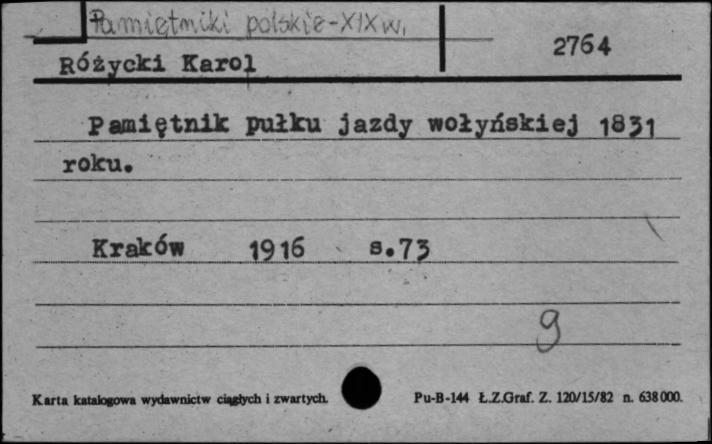 Pamiętniki polskie-XIX w.
2764
Różycki Karol
Pamiętnik pułku jazdy wołyńskiej 1831
roku.
Kraków 1916 s.73
g
Karta katalogowa wydawnictw ciągłych i zwartych. Pu-B-144 Ł.Z.Graf. Z. 120/15/82 n. 638000.